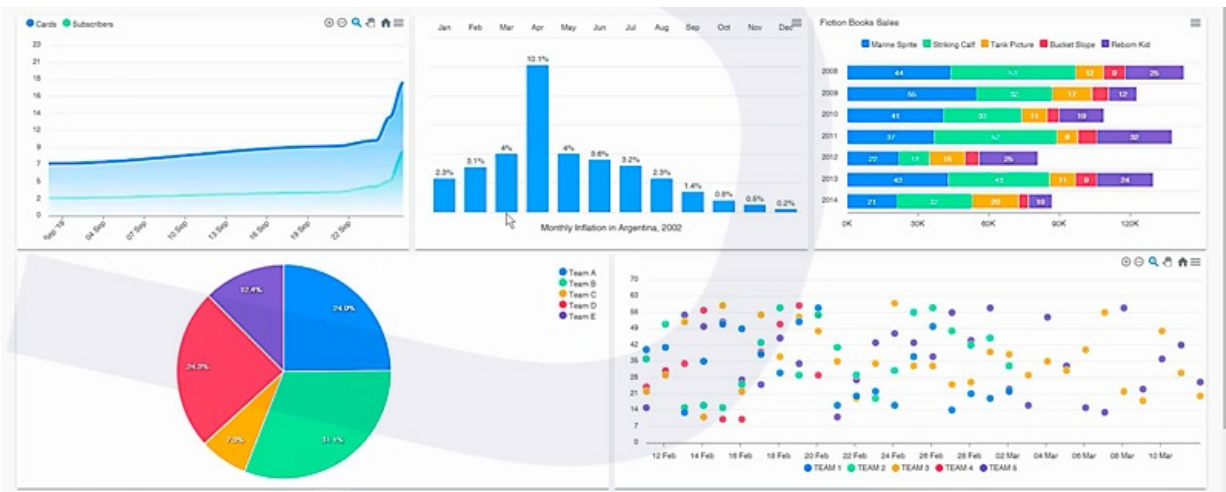 Cards Subscribers
23
21
18
16
14
12
9
7
5
2
0
Sep '19 04 Sep 07 Sep 10 Sep 13 Sep 16 Sep 19 Sep 22 Sep
Jan Feb Mar Apr May Jun Jul Aug Sep Oct Nov Dec
2.3% 3.1% 4% 10.1% 4% 3.6% 3.2% 2.3% 1.4% 0.8% 0.5% 0.2%
Monthly Inflation in Argentina, 2002
Fiction Books Sales
Marine Sprite Striking Calf Tank Picture Bucket Slope Reborn Kid
2008 44 53 12 9 25
2009 55 32 17 12
2010 41 33 11 19
2011 37 52 9 32
2012 22 13 15 25
2013 43 43 11 9 24
2014 21 32 20 10
0K 30K 60K 90K 120K
Team A
Team B
Team C
Team D
Team E
12.4%
24.0%
24.3%
7.3%
70
63
56
49
42
35
28
21
14
7
0
12 Feb 14 Feb 16 Feb 18 Feb 20 Feb 22 Feb 24 Feb 26 Feb 28 Feb 02 Mar 04 Mar 06 Mar 08 Mar 10 Mar
TEAM 1 TEAM 2 TEAM 3 TEAM 4 TEAM 5